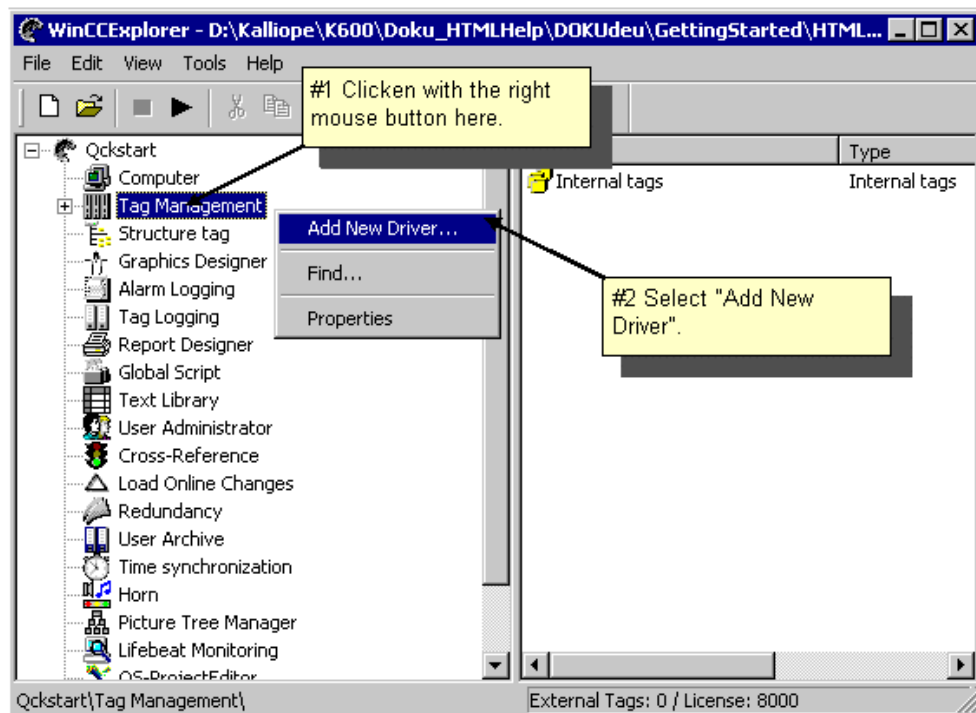 WinCCExplorer - D:\Kalliope\K600\Doku_HTMLHelp\DOKUdeu\GettingStarted\HTML...
File Edit View Tools Help
#1 Clicken with the right
mouse button here.
Type
Qckstart
Computer
Internal tags Internal tags
Tag Management
Add New Driver...
Structure tag
Graphics Designer
Find...
Alarm Logging
#2 Select "Add New
Driver".
Tag Logging
Properties
Report Designer
Global Script
Text Library
User Administrator
Cross-Reference
Load Online Changes
Redundancy
User Archive
Time synchronization
Horn
Picture Tree Manager
Lifebeat Monitoring
OS-ProjectEditor
Qckstart\Tag Management\ External Tags: 0 / License: 8000